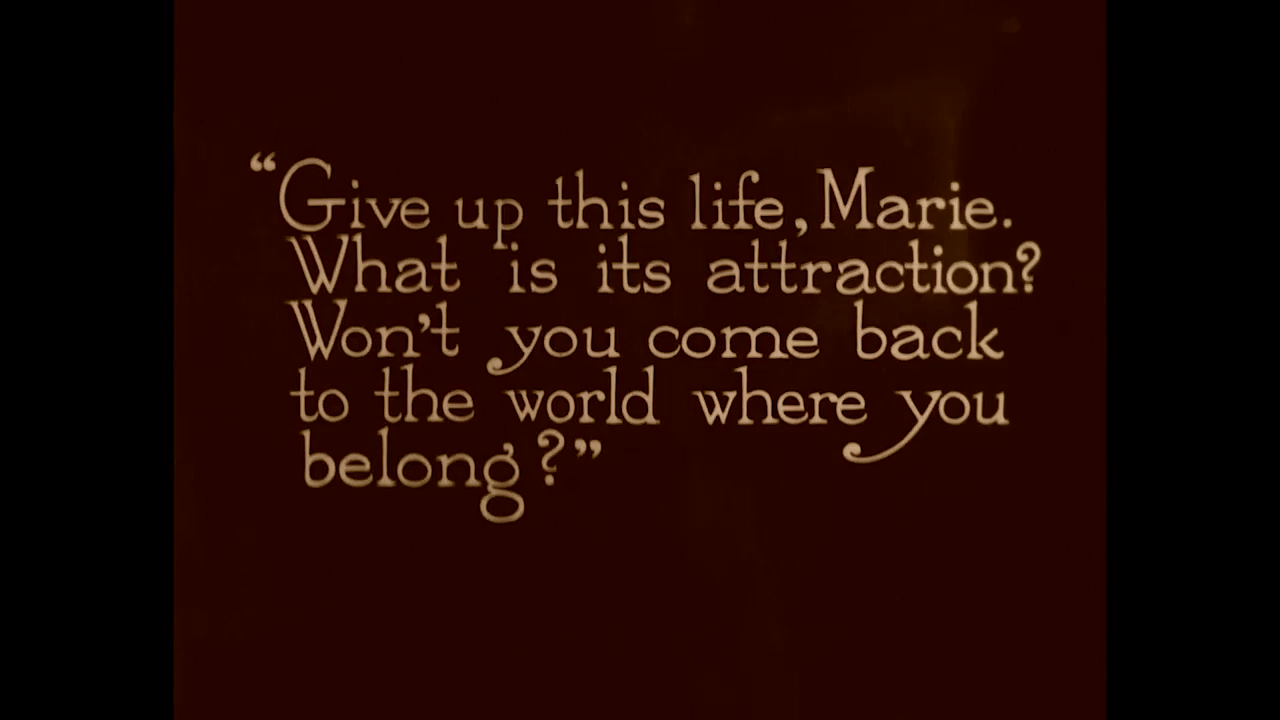 “Give up this life, Marie.
What is its attraction?
Won’t you come back
to the world where you
belong?”